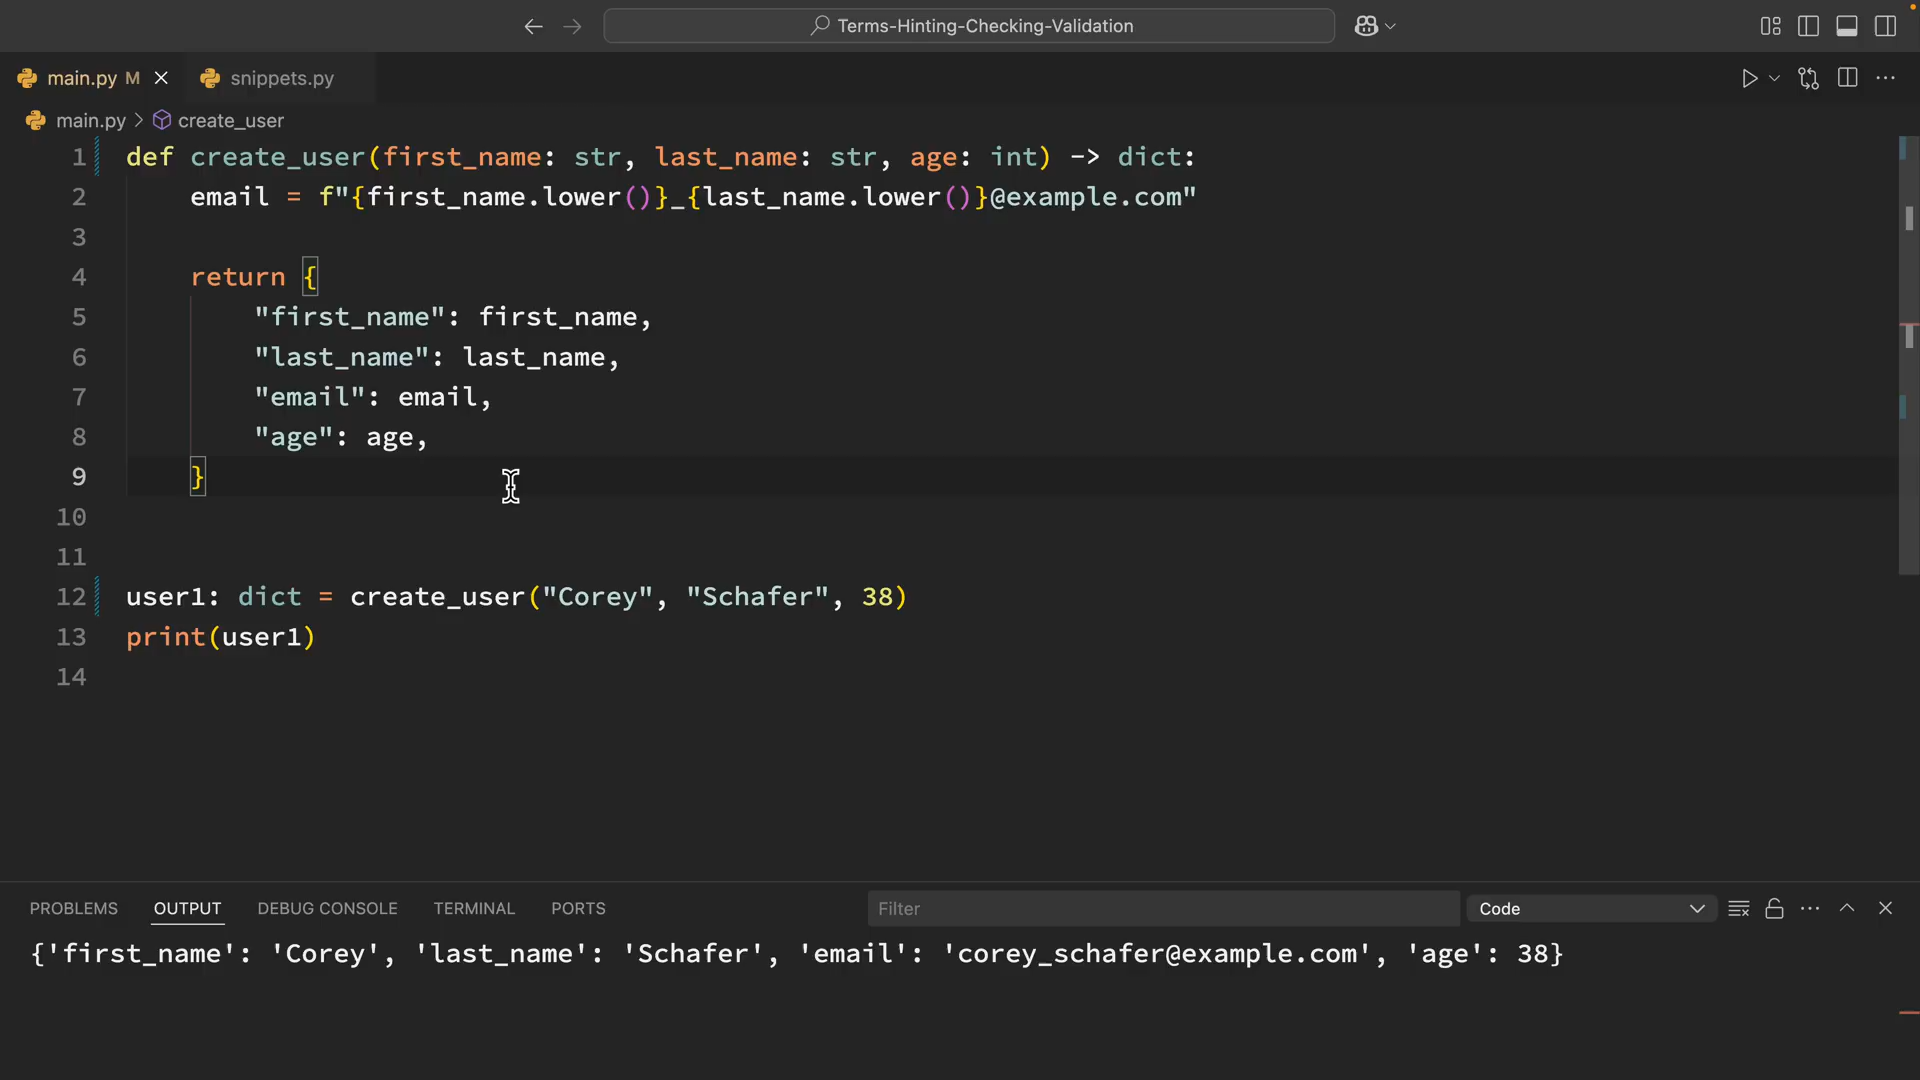 Terms-Hinting-Checking-Validation
main.py M snippets.py
main.py > create_user
1 def create_user(first_name: str, last_name: str, age: int) -> dict:
2     email = f"{first_name.lower()}_{last_name.lower()}@example.com"
3
4     return {
5         "first_name": first_name,
6         "last_name": last_name,
7         "email": email,
8         "age": age,
9     }
10
11
12 user1: dict = create_user("Corey", "Schafer", 38)
13 print(user1)
14
PROBLEMS OUTPUT DEBUG CONSOLE TERMINAL PORTS Filter Code
{'first_name': 'Corey', 'last_name': 'Schafer', 'email': 'corey_schafer@example.com', 'age': 38}